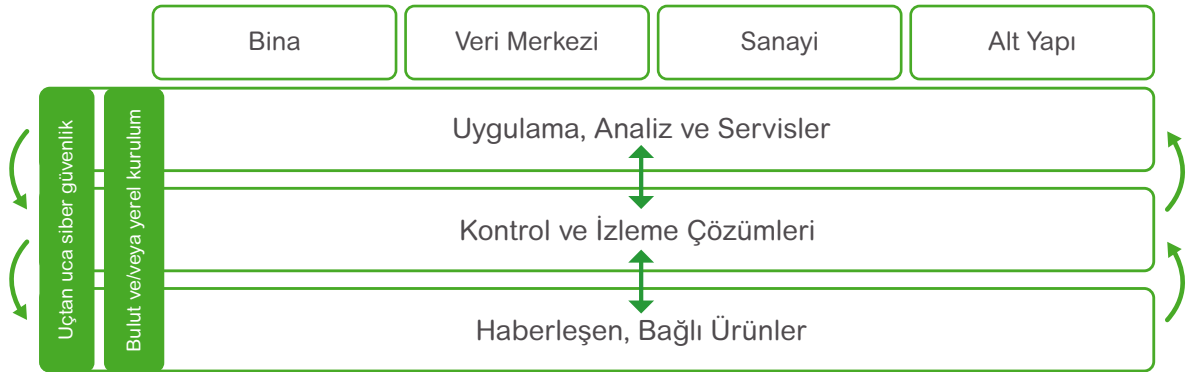 Bina
Veri Merkezi
Sanayi
Alt Yapı
Uçtan uca siber güvenlik
Bulut ve/veya yerel kurulum
Uygulama, Analiz ve Servisler
Kontrol ve İzleme Çözümleri
Haberleşen, Bağlı Ürünler